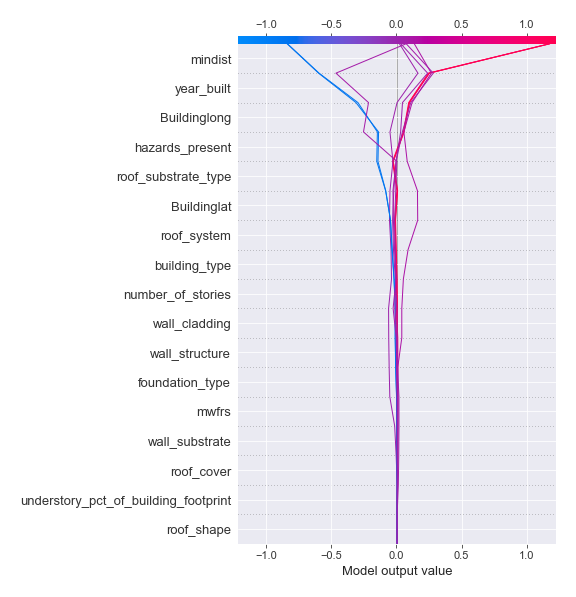 −1.0 −0.5 0.0 0.5 1.0
mindist
year_built
Buildinglong
hazards_present
roof_substrate_type
Buildinglat
roof_system
building_type
number_of_stories
wall_cladding
wall_structure
foundation_type
mwfrs
wall_substrate
roof_cover
understory_pct_of_building_footprint
roof_shape
−1.0 −0.5 0.0 0.5 1.0
Model output value